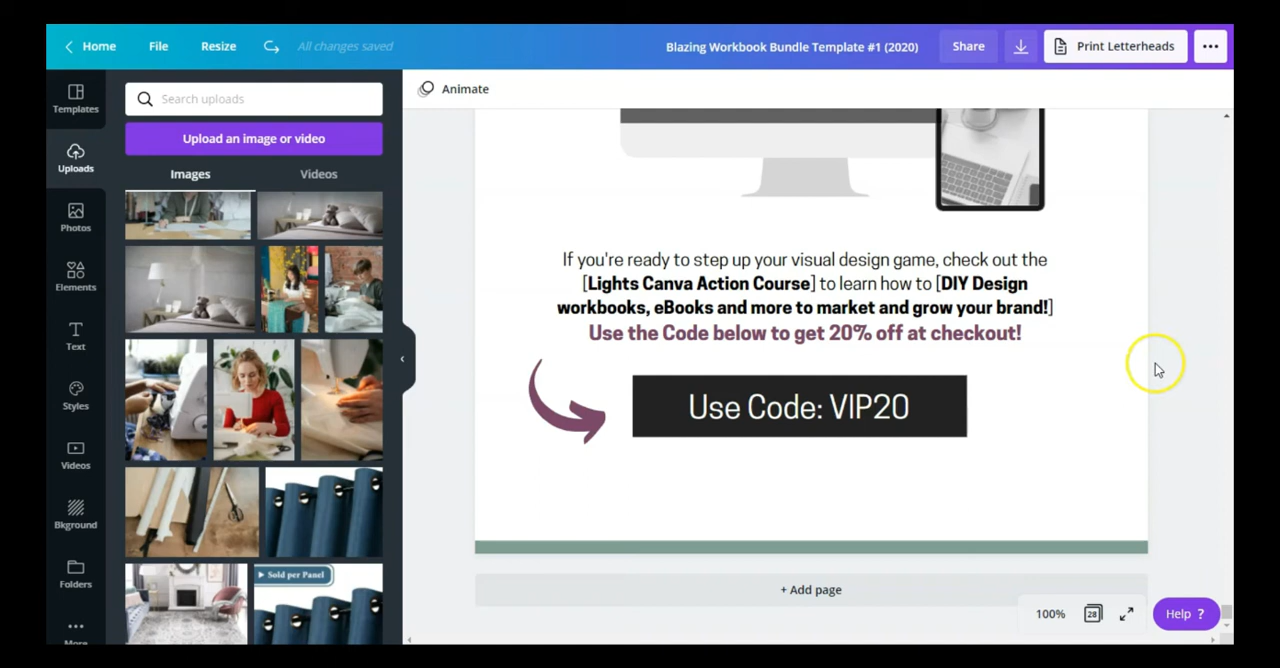 Home
File
Resize
All changes saved
Blazing Workbook Bundle Template #1 (2020)
Share
Print Letterheads
Templates
Uploads
Photos
Elements
Text
Styles
Videos
Bkground
Folders
More
Search uploads
Upload an image or video
Images
Videos
Sold per Panel
Animate
If you're ready to step up your visual design game, check out the
[Lights Canva Action Course] to learn how to [DIY Design
workbooks, eBooks and more to market and grow your brand!]
Use the Code below to get 20% off at checkout!
Use Code: VIP20
+ Add page
100%
28
Help ?